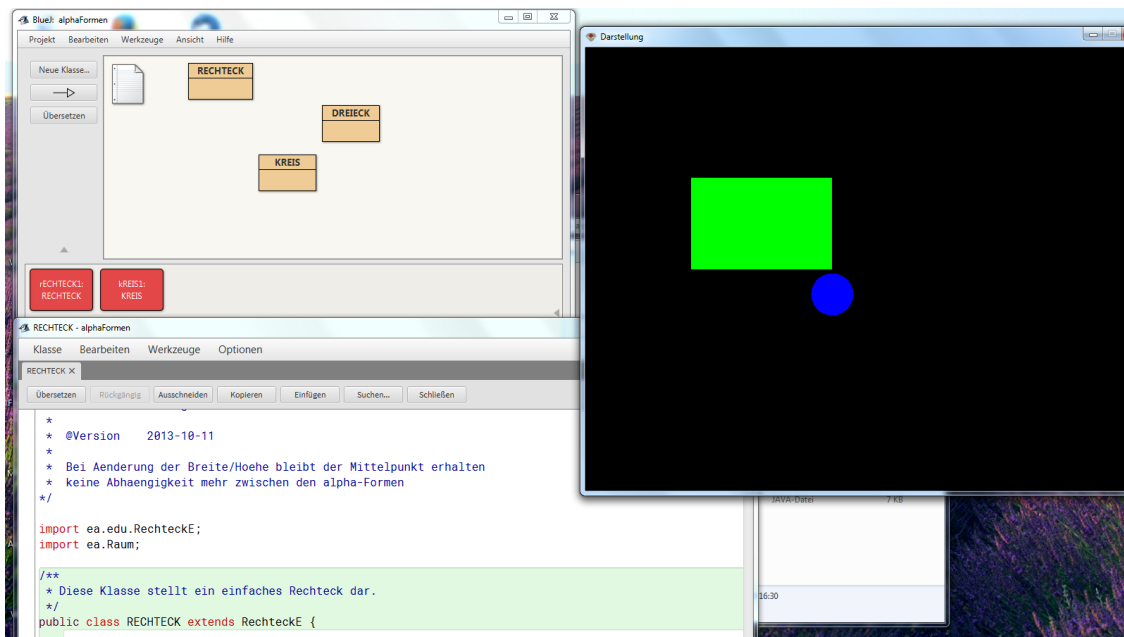 BlueJ: alphaFormen
Projekt Bearbeiten Werkzeuge Ansicht Hilfe
Neue Klasse...
Übersetzen
RECHTECK
DREIECK
KREIS
rECHTECK1:
RECHTECK
kREIS1:
KREIS
Darstellung
RECHTECK - alphaFormen
Klasse Bearbeiten Werkzeuge Optionen
RECHTECK X
Übersetzen Rückgängig Ausschneiden Kopieren Einfügen Suchen... Schließen
*
* @Version 2013-10-11
*
* Bei Aenderung der Breite/Hoehe bleibt der Mittelpunkt erhalten
* keine Abhaengigkeit mehr zwischen den alpha-Formen
*/
import ea.edu.RechteckE;
import ea.Raum;
/**
* Diese Klasse stellt ein einfaches Rechteck dar.
*/
public class RECHTECK extends RechteckE {
JAVA-Datei 7 KB
16:30